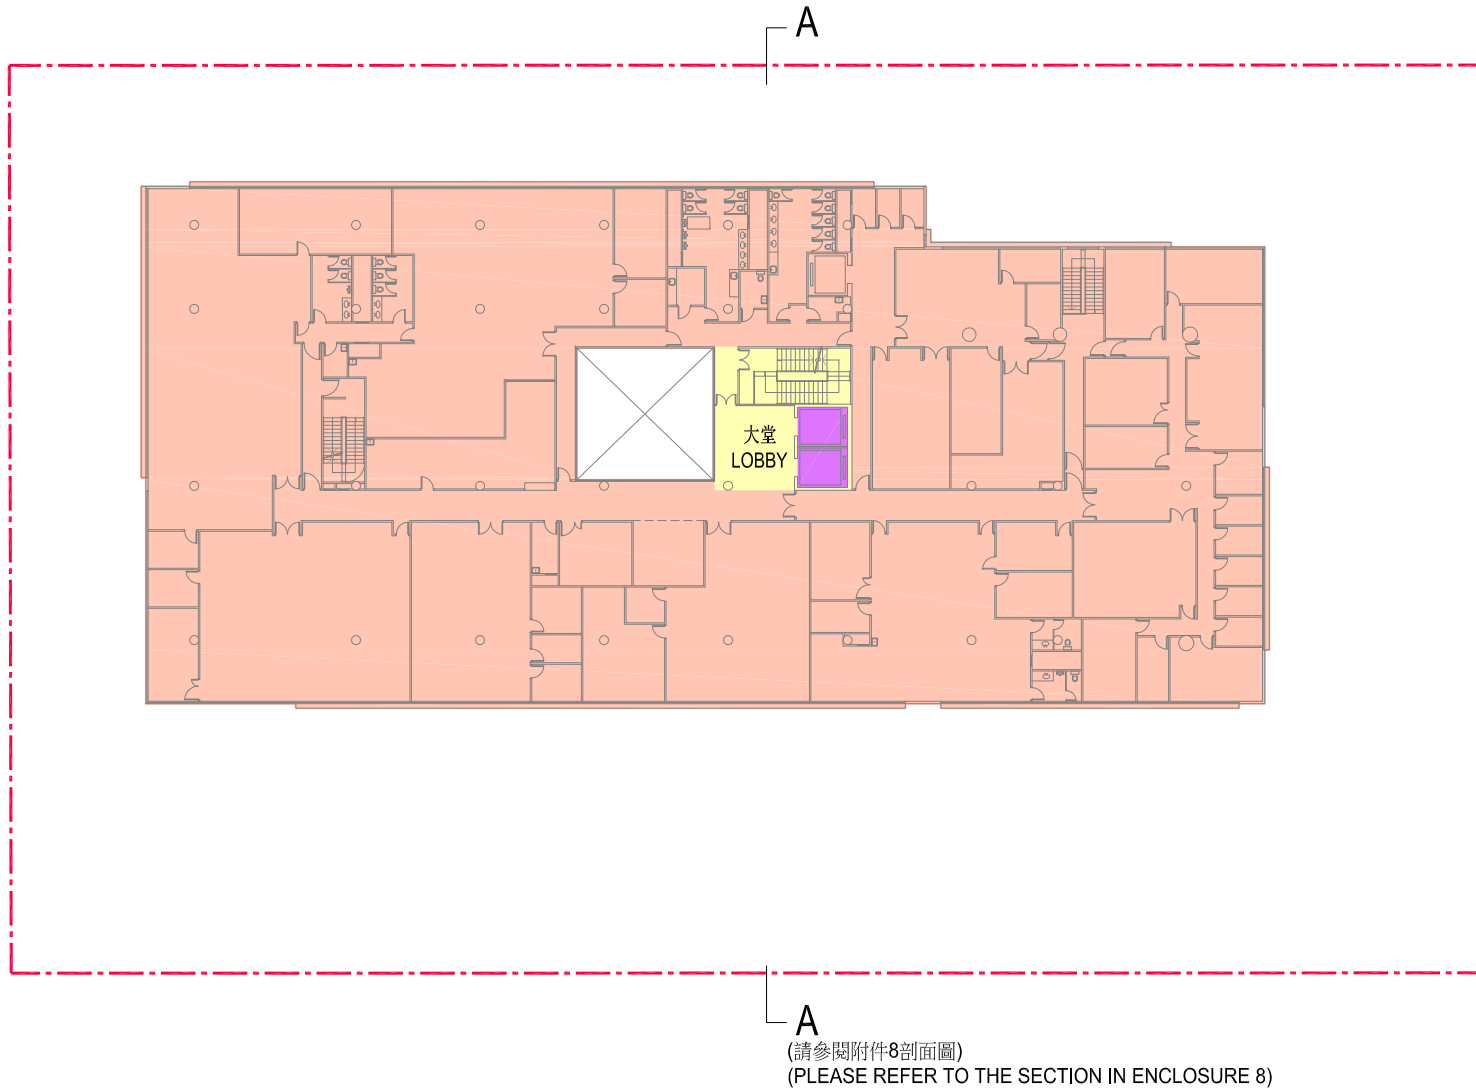 A
大堂
LOBBY
A
(請參閱附件8剖面圖)
(PLEASE REFER TO THE SECTION IN ENCLOSURE 8)